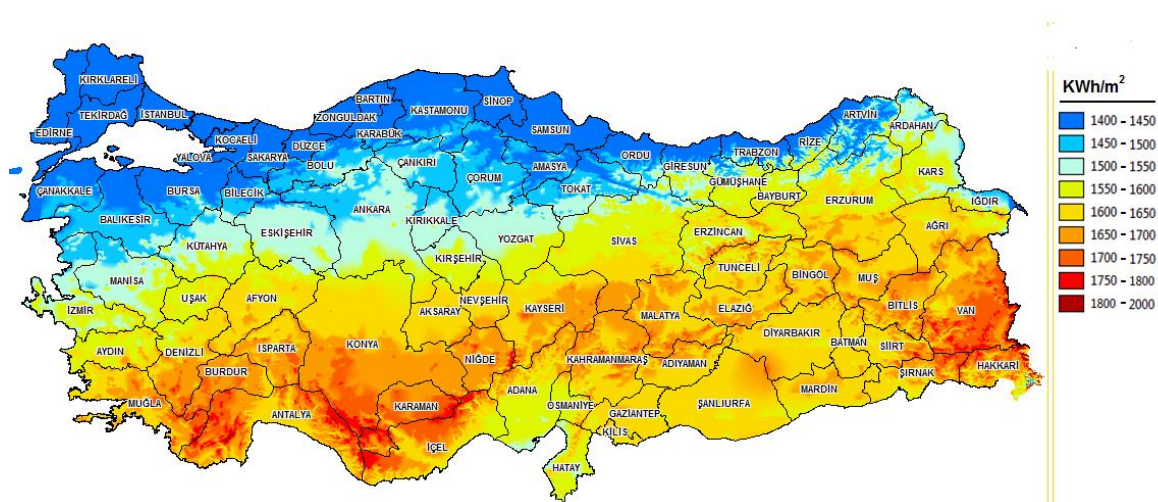 KIRKLARELİ
TEKİRDAĞ
İSTANBUL
EDİRNE
KOCAELİ
YALOVA
SAKARYA
DÜZCE
BOLU
ZONGULDAK
BARTIN
KARABÜK
KASTAMONU
SİNOP
SAMSUN
ORDU
GİRESUN
TRABZON
RİZE
ARTVİN
ARDAHAN
KARS
IĞDIR
ÇANAKKALE
BURSA
BİLECİK
BALIKESİR
KÜTAHYA
ESKİŞEHİR
ANKARA
ÇANKIRI
KIRIKKALE
ÇORUM
AMASYA
TOKAT
YOZGAT
SİVAS
GÜMÜŞHANE
BAYBURT
ERZURUM
ERZİNCAN
AĞRI
MANİSA
UŞAK
AFYON
KIRŞEHİR
NEVŞEHİR
AKSARAY
KAYSERİ
MALATYA
TUNCELİ
ELAZIĞ
BİNGÖL
MUŞ
BİTLİS
VAN
İZMİR
AYDIN
DENİZLİ
ISPARTA
BURDUR
KONYA
NİĞDE
KAHRAMANMARAŞ
ADIYAMAN
DİYARBAKIR
BATMAN
SİİRT
ŞIRNAK
HAKKARİ
MUĞLA
ANTALYA
KARAMAN
İÇEL
ADANA
OSMANİYE
GAZİANTEP
KİLİS
ŞANLIURFA
MARDİN
HATAY
KWh/m²
1400 - 1450
1450 - 1500
1500 - 1550
1550 - 1600
1600 - 1650
1650 - 1700
1700 - 1750
1750 - 1800
1800 - 2000